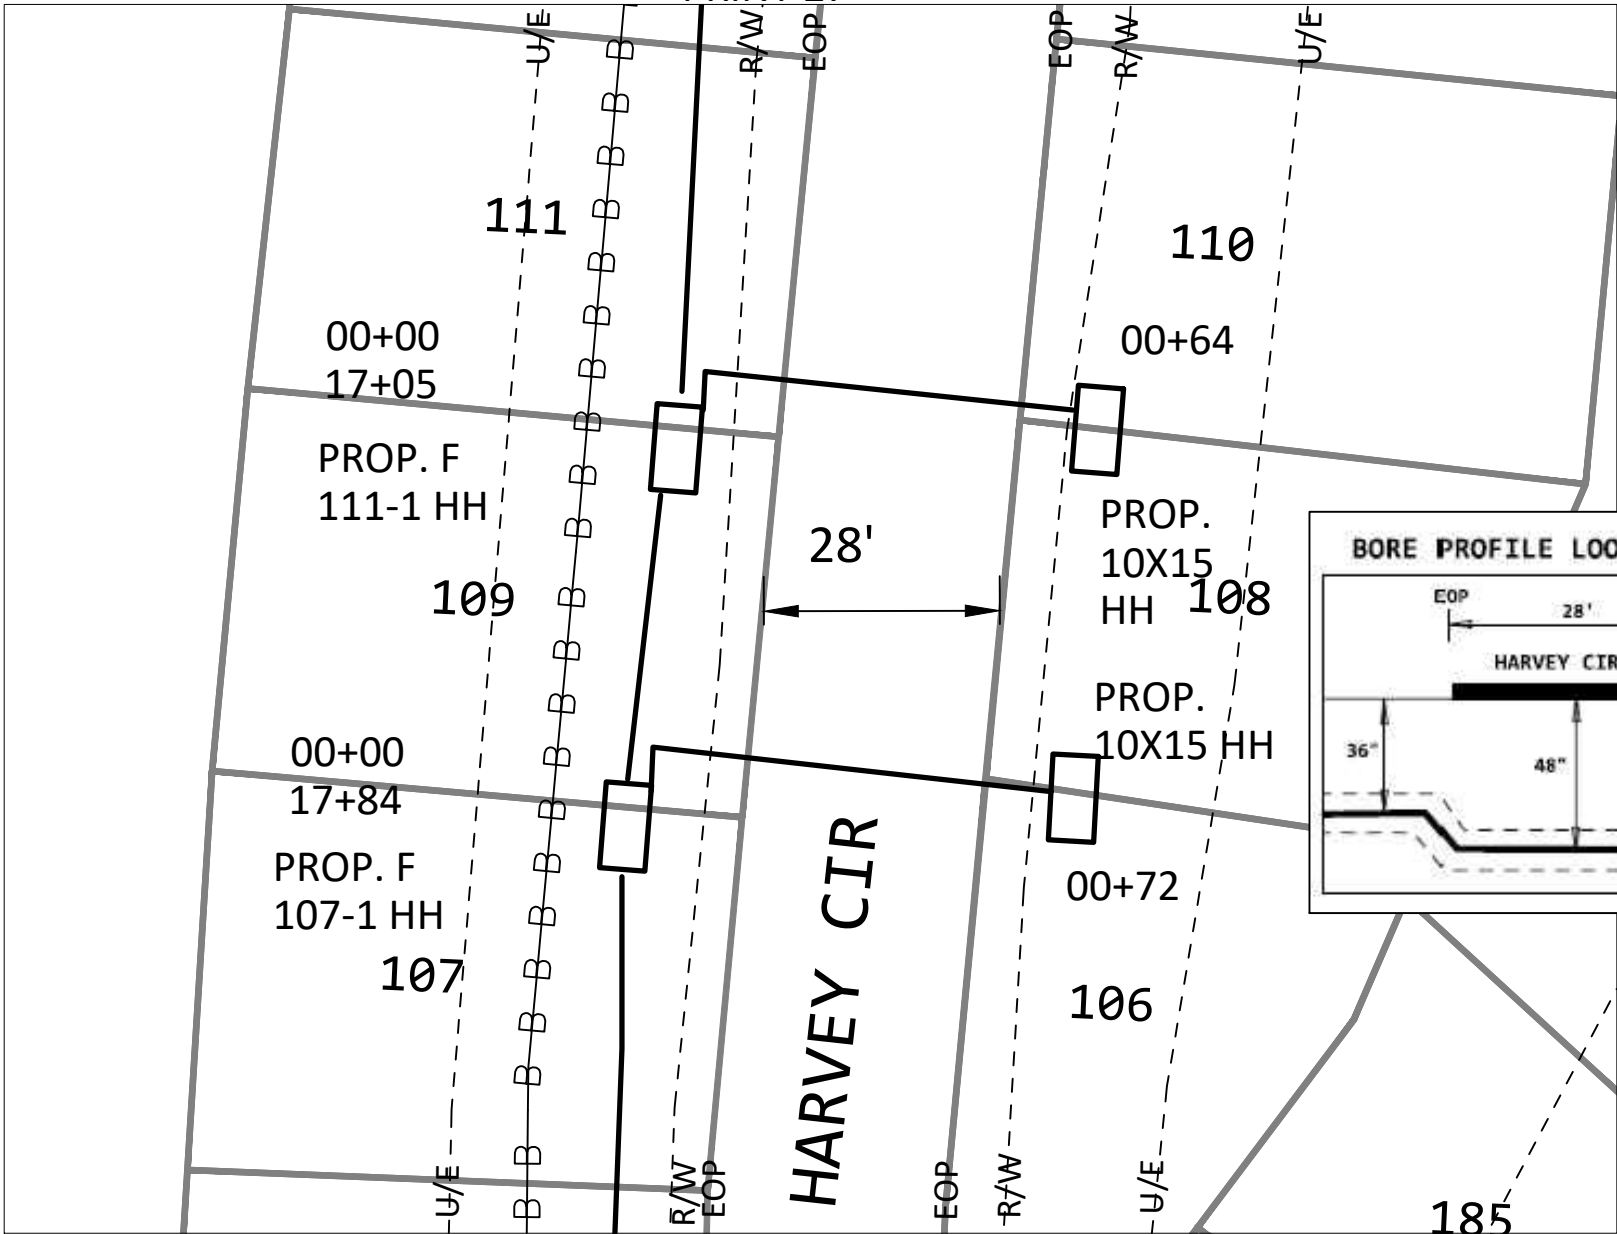 U/E
B
R/W
EOP
EOP
R/W
U/E
B
B
B
111
B
110
B
00+00
B
00+64
17+05
B
B
PROP. F
B
111-1 HH
B
28'
PROP.
10X15
HH
109
B
108
BORE PROFILE LOO
EOP
28'
HARVEY CIR
36"
48"
B
B
PROP.
10X15 HH
00+00
B
17+84
B
PROP. F
B
107-1 HH
B
00+72
107
B
HARVEY CIR
106
B
B
B
U/E
B
R/W
EOP
EOP
R/W
U/E
185